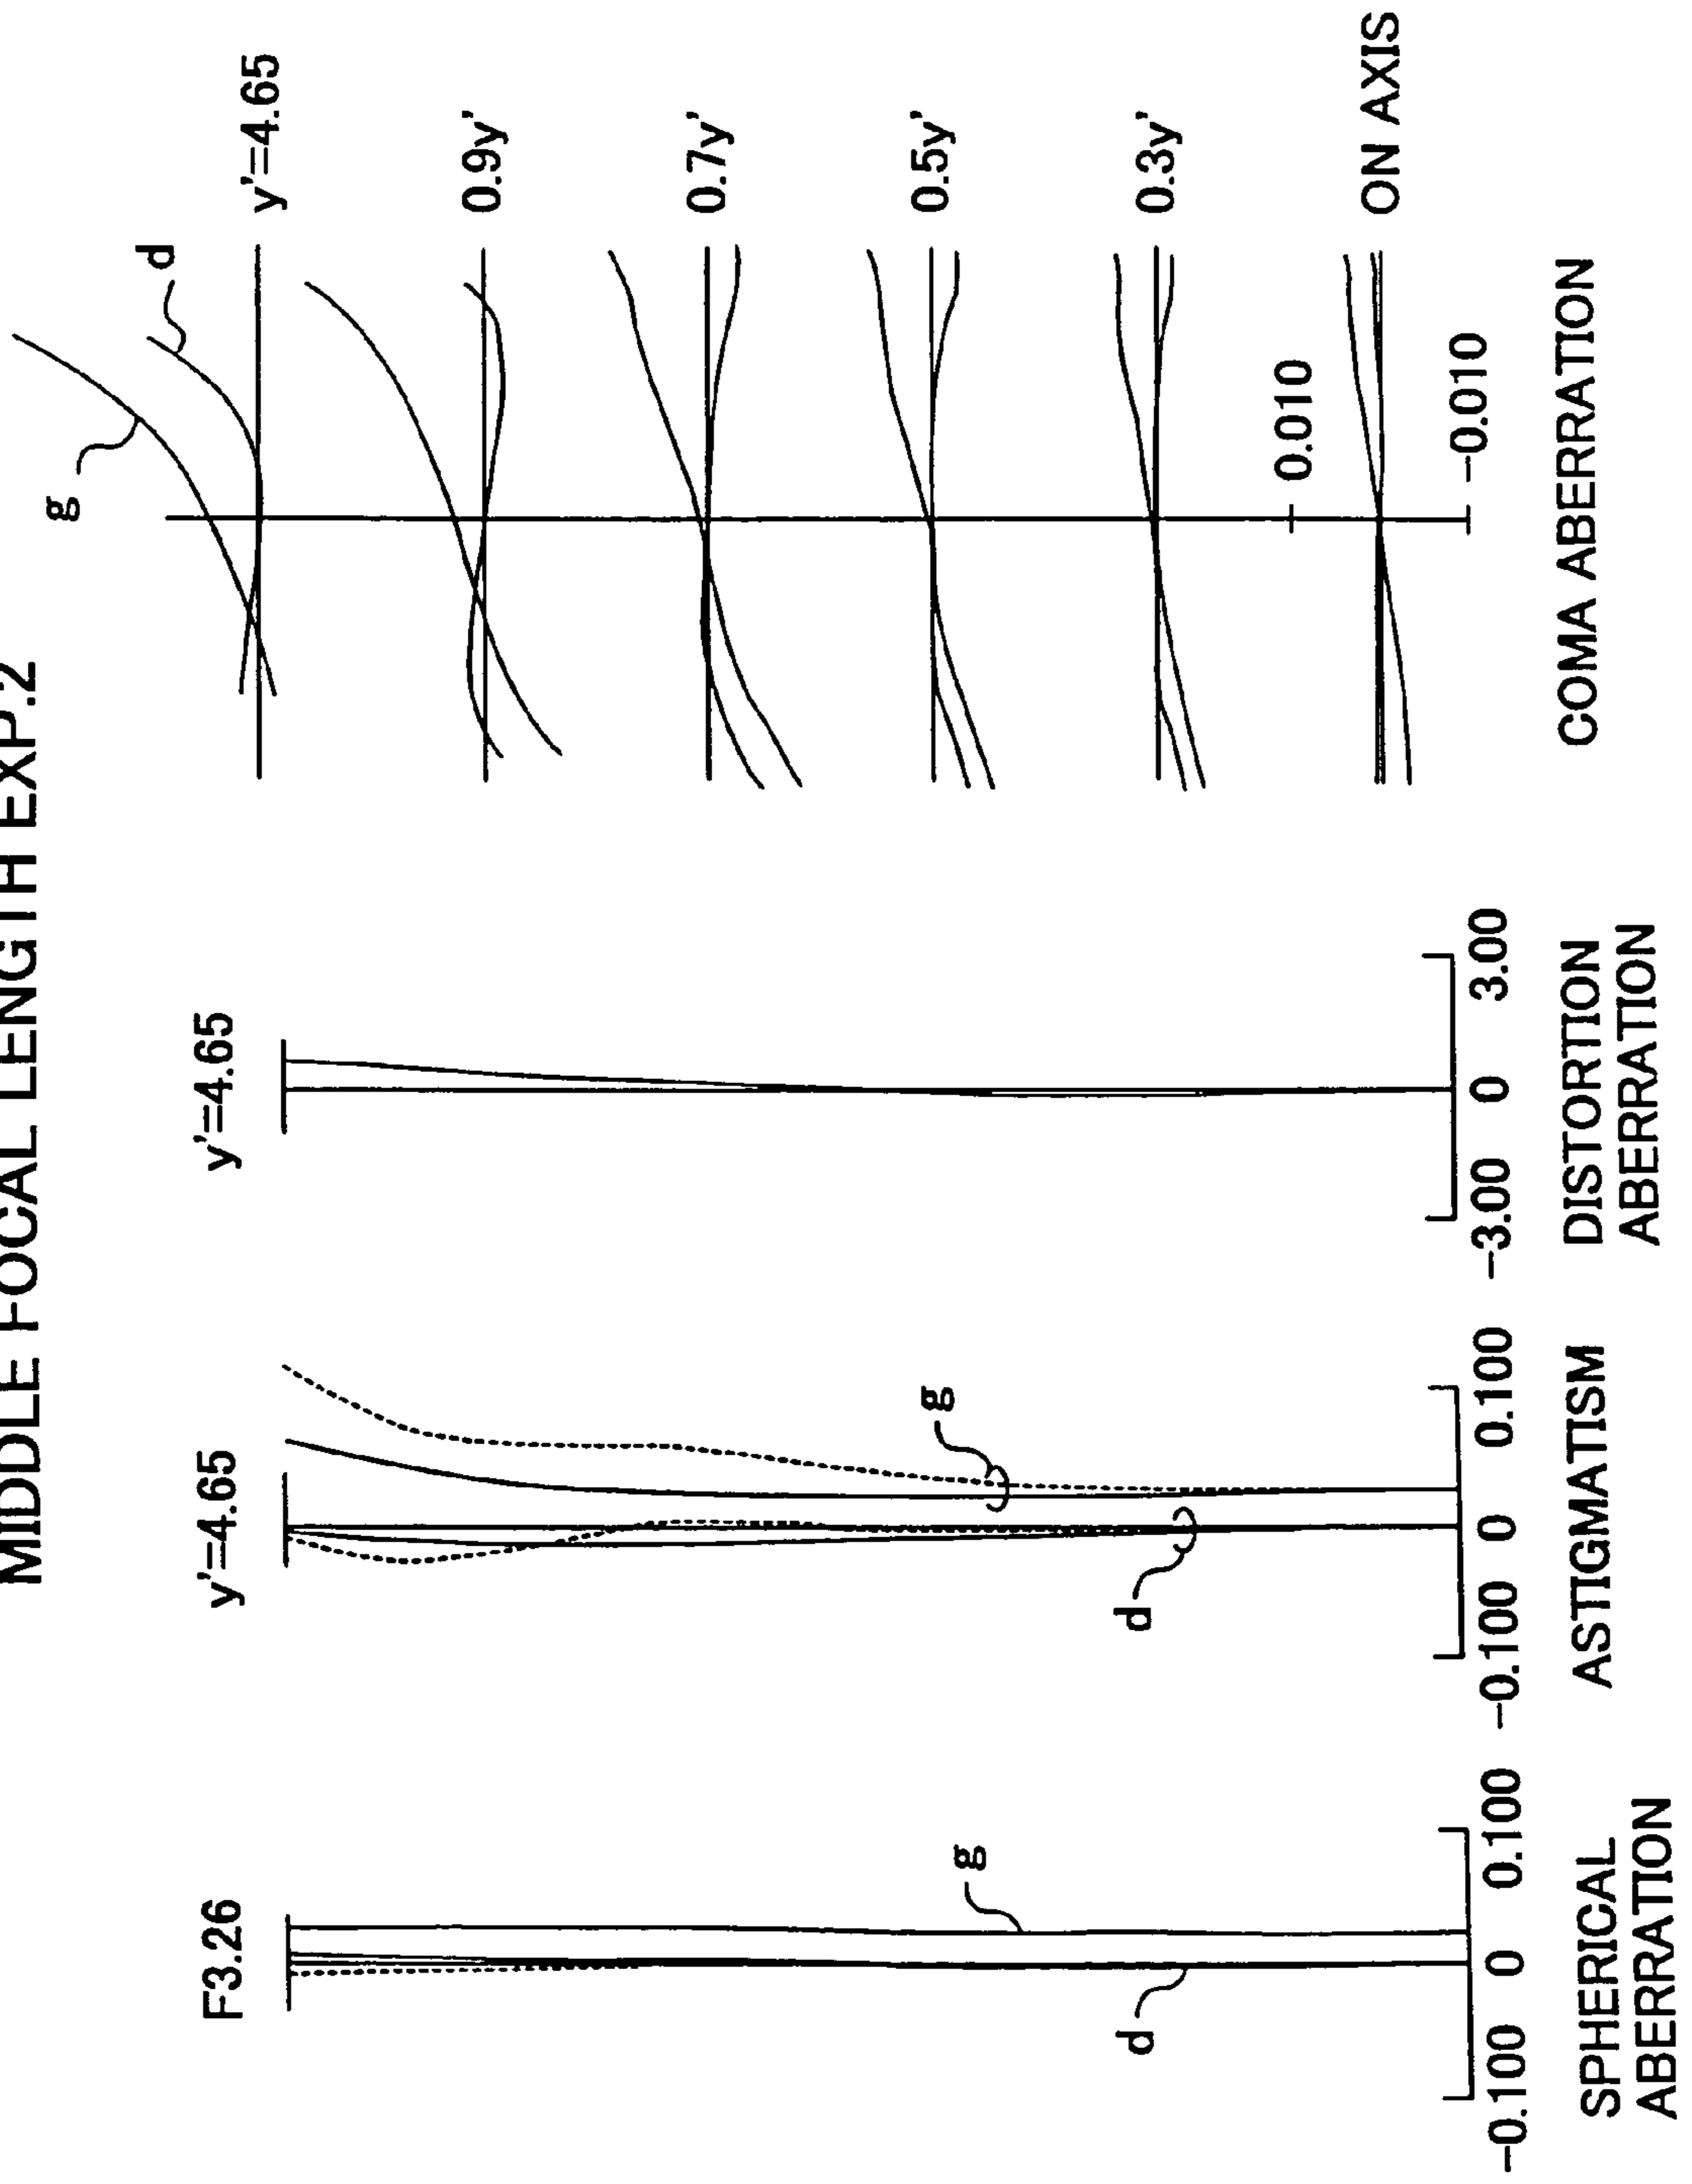 MIDDLE FOCAL LENGTH EXP.2
F3.26
g
d
-0.100 0 0.100
SPHERICAL
ABERRATION
y'=4.65
g
d
-0.100 0 0.100
ASTIGMATISM
y'=4.65
-3.00 0 3.00
DISTORTION
ABERRATION
g
d
y'=4.65
0.9y'
0.7y'
0.5y'
0.3y'
0.010
ON AXIS
-0.010
COMA ABERRATION